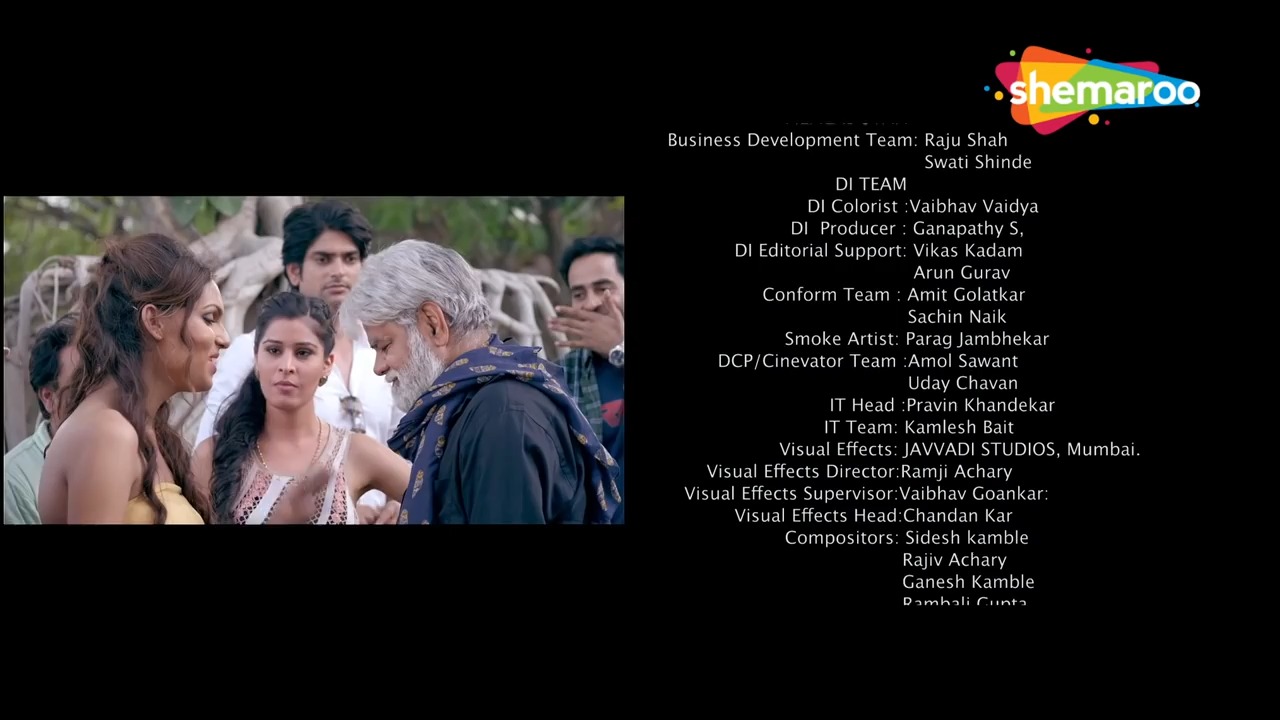 shemaroo
Business Development Team: Raju Shah
Swati Shinde
DI TEAM
DI Colorist :Vaibhav Vaidya
DI  Producer : Ganapathy S,
DI Editorial Support: Vikas Kadam
Arun Gurav
Conform Team : Amit Golatkar
Sachin Naik
Smoke Artist: Parag Jambhekar
DCP/Cinevator Team :Amol Sawant
Uday Chavan
IT Head :Pravin Khandekar
IT Team: Kamlesh Bait
Visual Effects: JAVVADI STUDIOS, Mumbai.
Visual Effects Director:Ramji Achary
Visual Effects Supervisor:Vaibhav Goankar:
Visual Effects Head:Chandan Kar
Compositors: Sidesh kamble
Rajiv Achary
Ganesh Kamble
Rambali Gupta